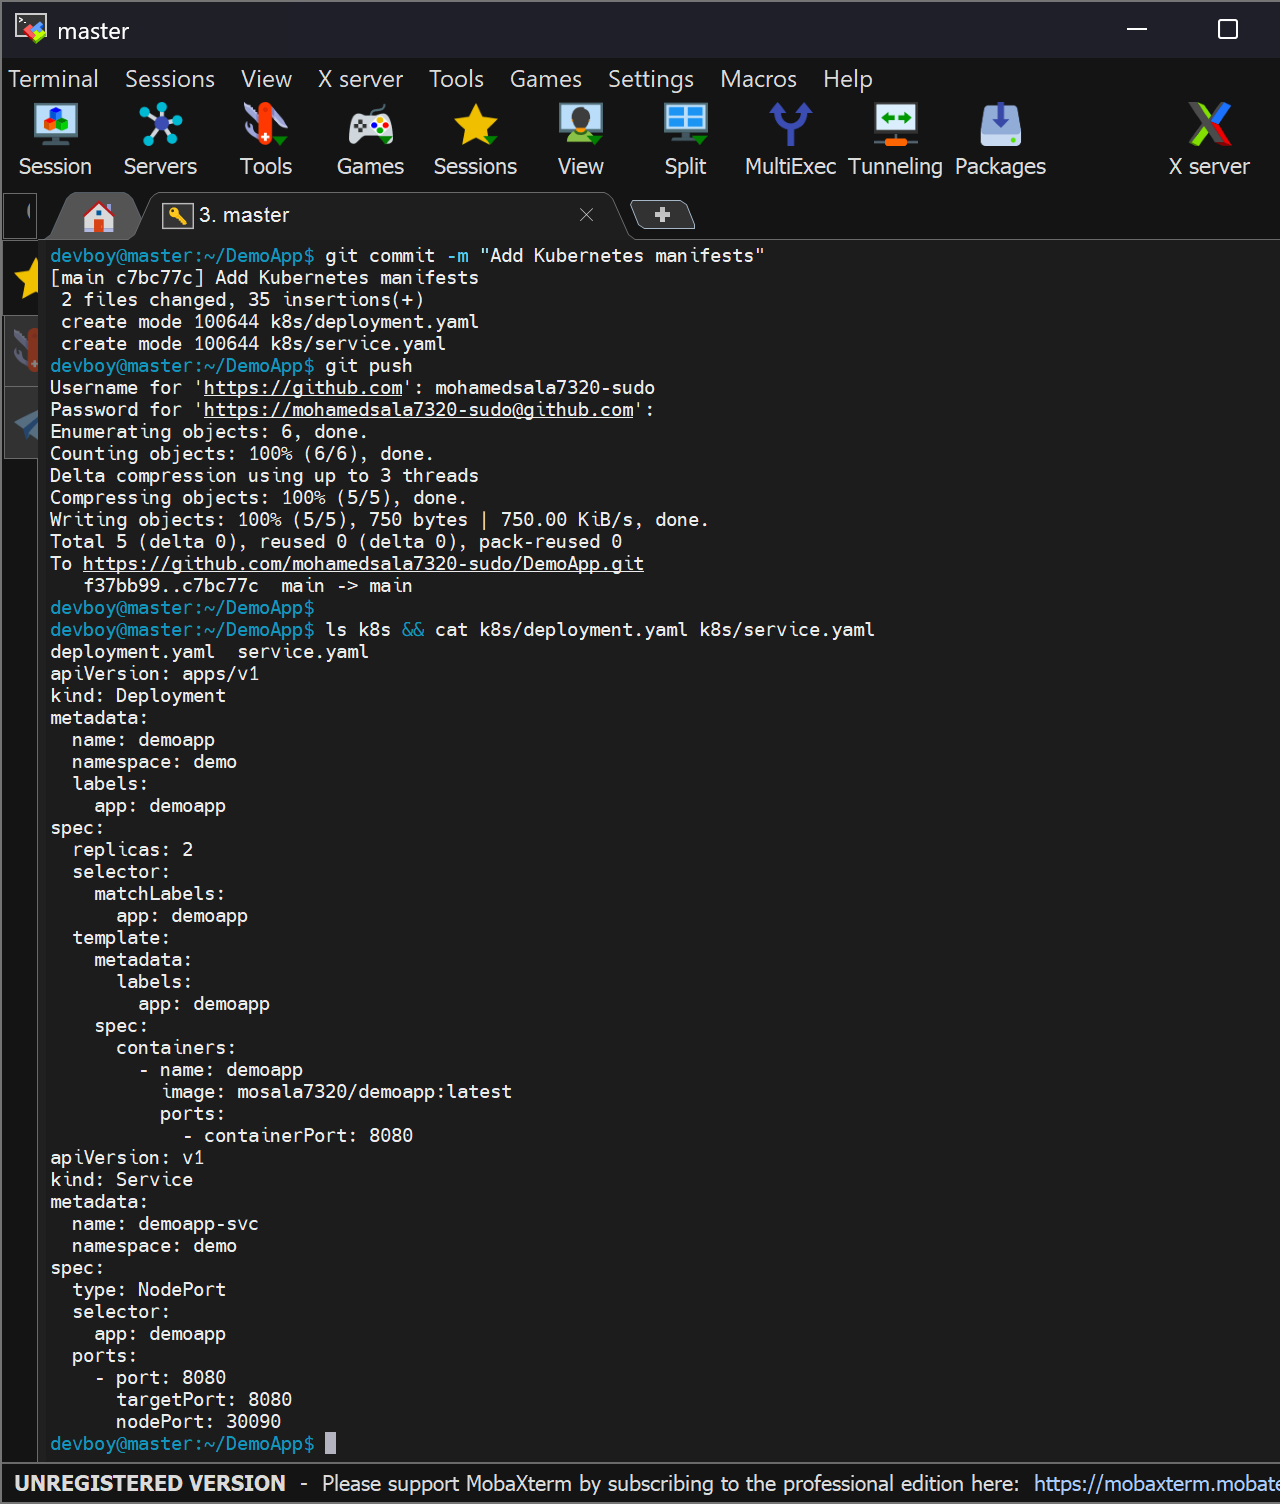 master
Terminal Sessions View X server Tools Games Settings Macros Help
Session Servers Tools Games Sessions View Split MultiExec Tunneling Packages X server
3. master
devboy@master:~/DemoApp$ git commit -m "Add Kubernetes manifests"
[main c7bc77c] Add Kubernetes manifests
 2 files changed, 35 insertions(+)
 create mode 100644 k8s/deployment.yaml
 create mode 100644 k8s/service.yaml
devboy@master:~/DemoApp$ git push
Username for 'https://github.com': mohamedsala7320-sudo
Password for 'https://mohamedsala7320-sudo@github.com':
Enumerating objects: 6, done.
Counting objects: 100% (6/6), done.
Delta compression using up to 3 threads
Compressing objects: 100% (5/5), done.
Writing objects: 100% (5/5), 750 bytes | 750.00 KiB/s, done.
Total 5 (delta 0), reused 0 (delta 0), pack-reused 0
To https://github.com/mohamedsala7320-sudo/DemoApp.git
   f37bb99..c7bc77c  main -> main
devboy@master:~/DemoApp$
devboy@master:~/DemoApp$ ls k8s && cat k8s/deployment.yaml k8s/service.yaml
deployment.yaml  service.yaml
apiVersion: apps/v1
kind: Deployment
metadata:
  name: demoapp
  namespace: demo
  labels:
    app: demoapp
spec:
  replicas: 2
  selector:
    matchLabels:
      app: demoapp
  template:
    metadata:
      labels:
        app: demoapp
    spec:
      containers:
        - name: demoapp
          image: mosala7320/demoapp:latest
          ports:
            - containerPort: 8080
apiVersion: v1
kind: Service
metadata:
  name: demoapp-svc
  namespace: demo
spec:
  type: NodePort
  selector:
    app: demoapp
  ports:
    - port: 8080
      targetPort: 8080
      nodePort: 30090
devboy@master:~/DemoApp$
UNREGISTERED VERSION - Please support MobaXterm by subscribing to the professional edition here: https://mobaxterm.mobate